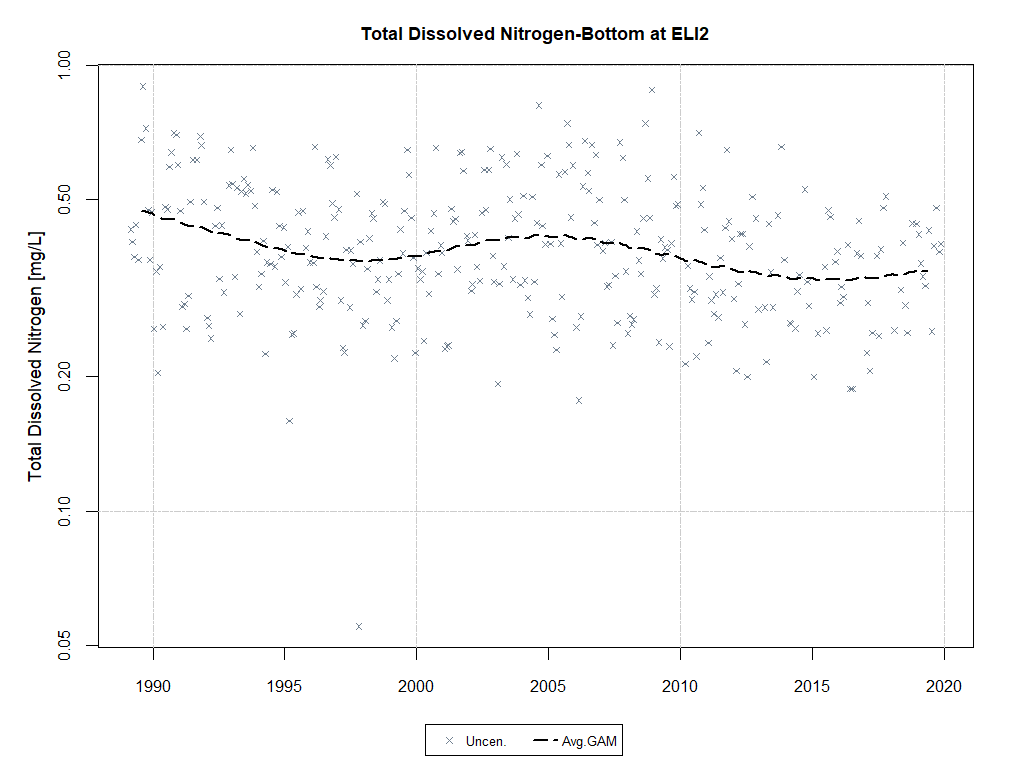 Total Dissolved Nitrogen-Bottom at ELI2
Total Dissolved Nitrogen [mg/L]
1.00
0.50
0.20
0.10
0.05
1990 1995 2000 2005 2010 2015 2020
Uncen. Avg.GAM